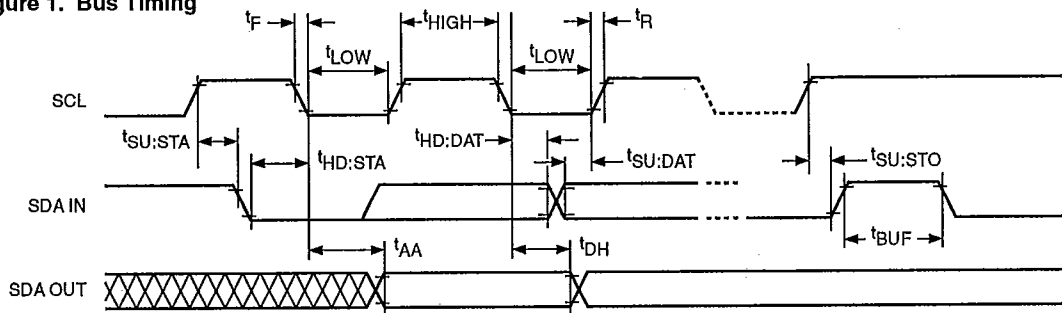 gure 1. Bus Timing
tF
tHIGH
tR
tLOW
tLOW
SCL
tSU:STA
tHD:STA
tHD:DAT
tSU:DAT
tSU:STO
SDA IN
tBUF
tAA
tDH
SDA OUT